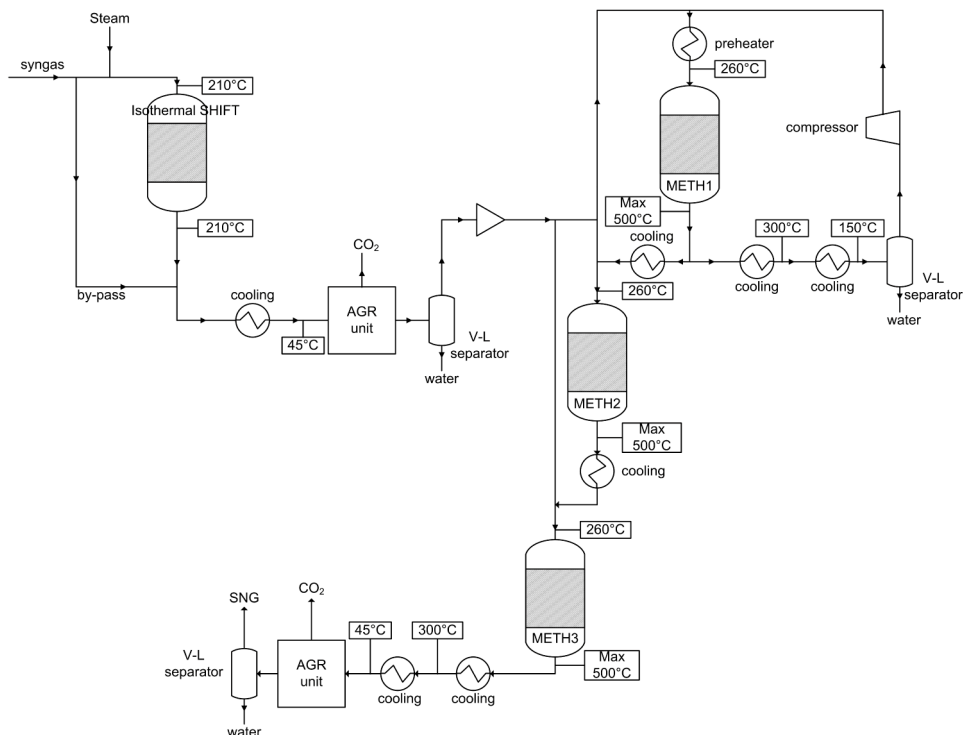 Steam
syngas
210°C
Isothermal SHIFT
210°C
by-pass
cooling
45°C
CO₂
AGR
unit
V-L
separator
water
preheater
260°C
METH1
Max
500°C
compressor
cooling
300°C
150°C
cooling
cooling
V-L
separator
water
260°C
METH2
Max
500°C
cooling
260°C
METH3
Max
500°C
cooling
300°C
cooling
45°C
CO₂
AGR
unit
SNG
V-L
separator
water